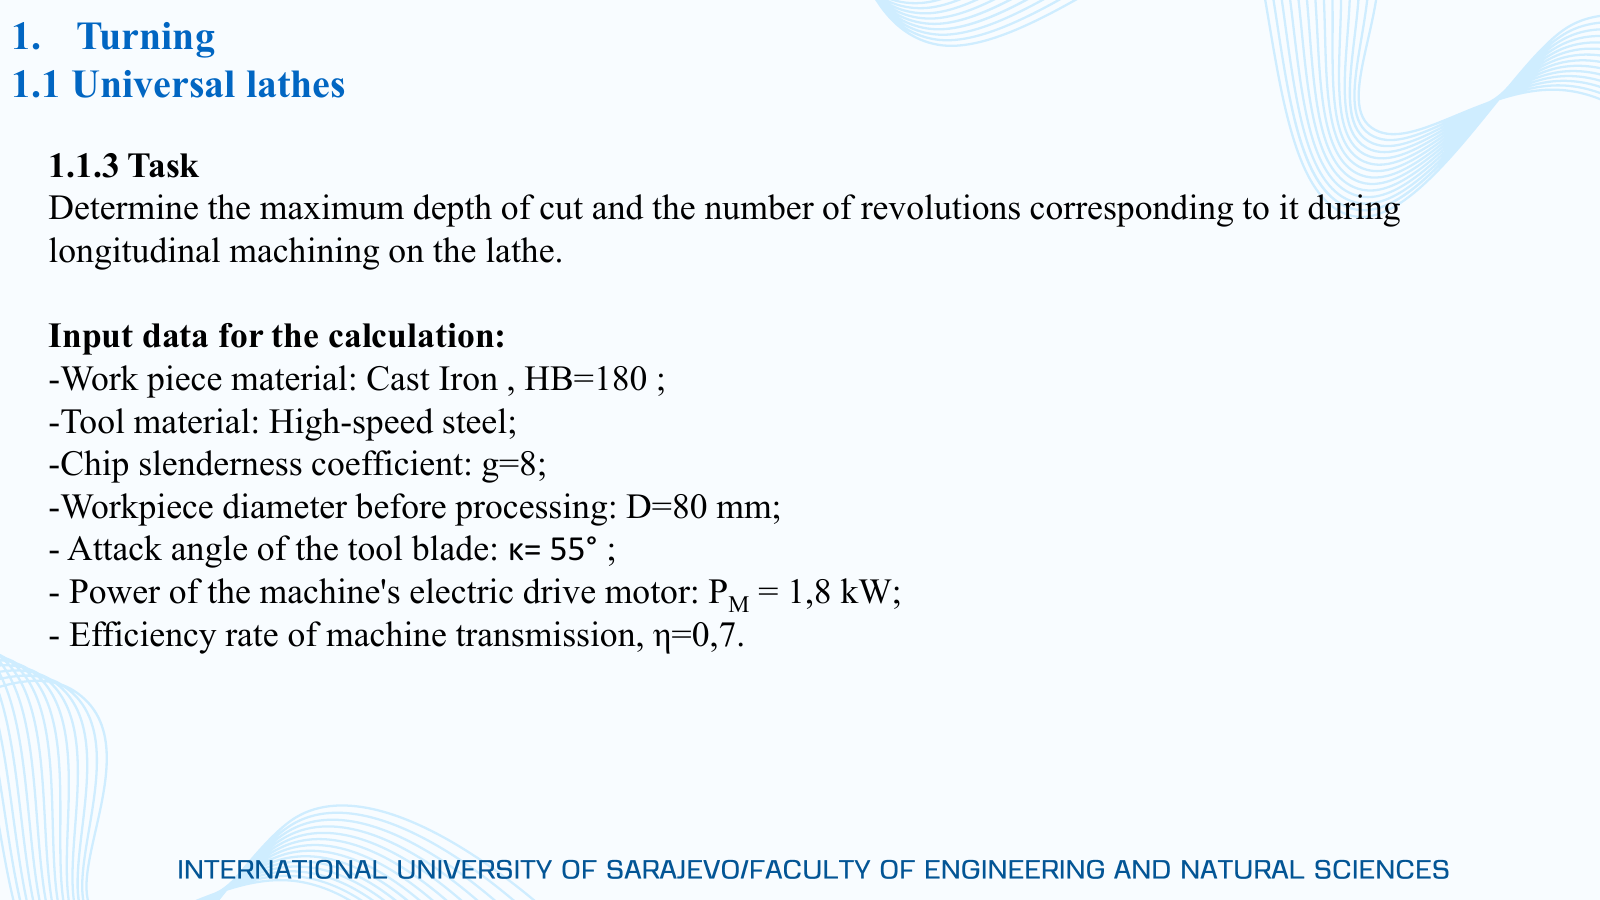 1. Turning
1.1 Universal lathes
1.1.3 Task
Determine the maximum depth of cut and the number of revolutions corresponding to it during
longitudinal machining on the lathe.
Input data for the calculation:
-Work piece material: Cast Iron , HB=180 ;
-Tool material: High-speed steel;
-Chip slenderness coefficient: g=8;
-Workpiece diameter before processing: D=80 mm;
- Attack angle of the tool blade: κ= 55° ;
- Power of the machine's electric drive motor: PM = 1,8 kW;
- Efficiency rate of machine transmission, η=0,7.
INTERNATIONAL UNIVERSITY OF SARAJEVO/FACULTY OF ENGINEERING AND NATURAL SCIENCES